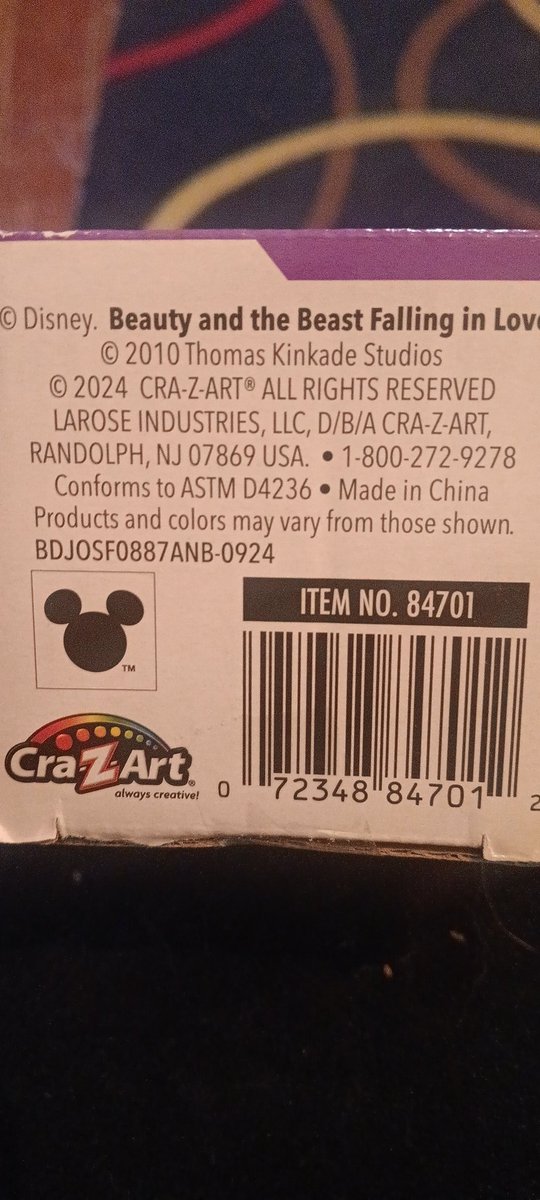 © Disney. Beauty and the Beast Falling in Love
© 2010 Thomas Kinkade Studios
© 2024 CRA-Z-ART® ALL RIGHTS RESERVED
LAROSE INDUSTRIES, LLC, D/B/A CRA-Z-ART,
RANDOLPH, NJ 07869 USA. • 1-800-272-9278
Conforms to ASTM D4236 • Made in China
Products and colors may vary from those shown.
BDJOSF0887ANB-0924
TM
ITEM NO. 84701
Cra-Z-Art®
always creative!
0 72348 84701 2